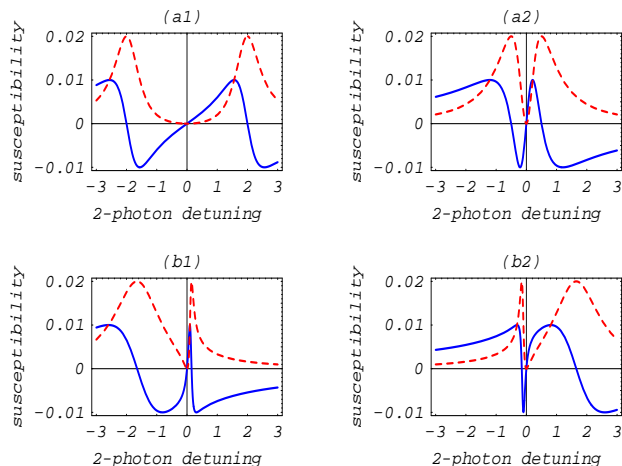 (a1)
susceptibility
0.02
0.01
0
-0.01
-3 -2 -1 0 1 2 3
2-photon detuning
(a2)
susceptibility
0.02
0.01
0
-0.01
-3 -2 -1 0 1 2 3
2-photon detuning
(b1)
susceptibility
0.02
0.01
0
-0.01
-3 -2 -1 0 1 2 3
2-photon detuning
(b2)
susceptibility
0.02
0.01
0
-0.01
-3 -2 -1 0 1 2 3
2-photon detuning